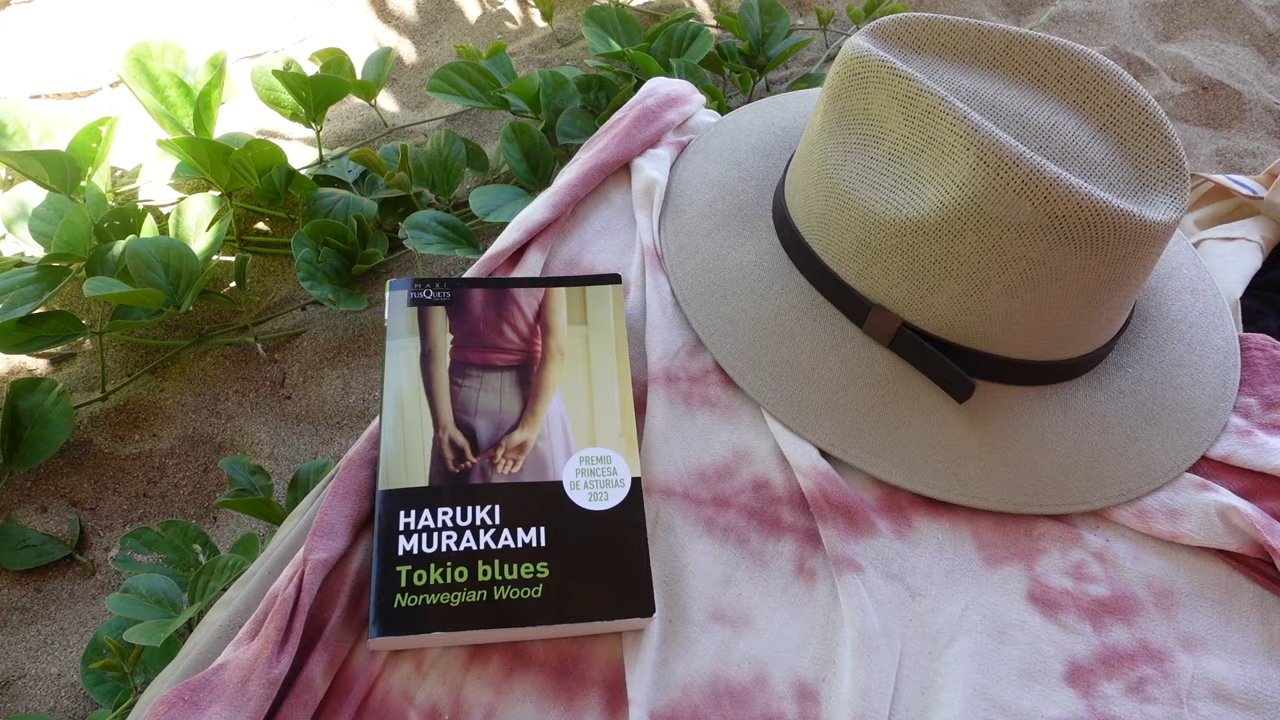 MAXI
TUSQUETS
PREMIO
PRINCESA
DE ASTURIAS
2023
HARUKI
MURAKAMI
Tokio blues
Norwegian Wood